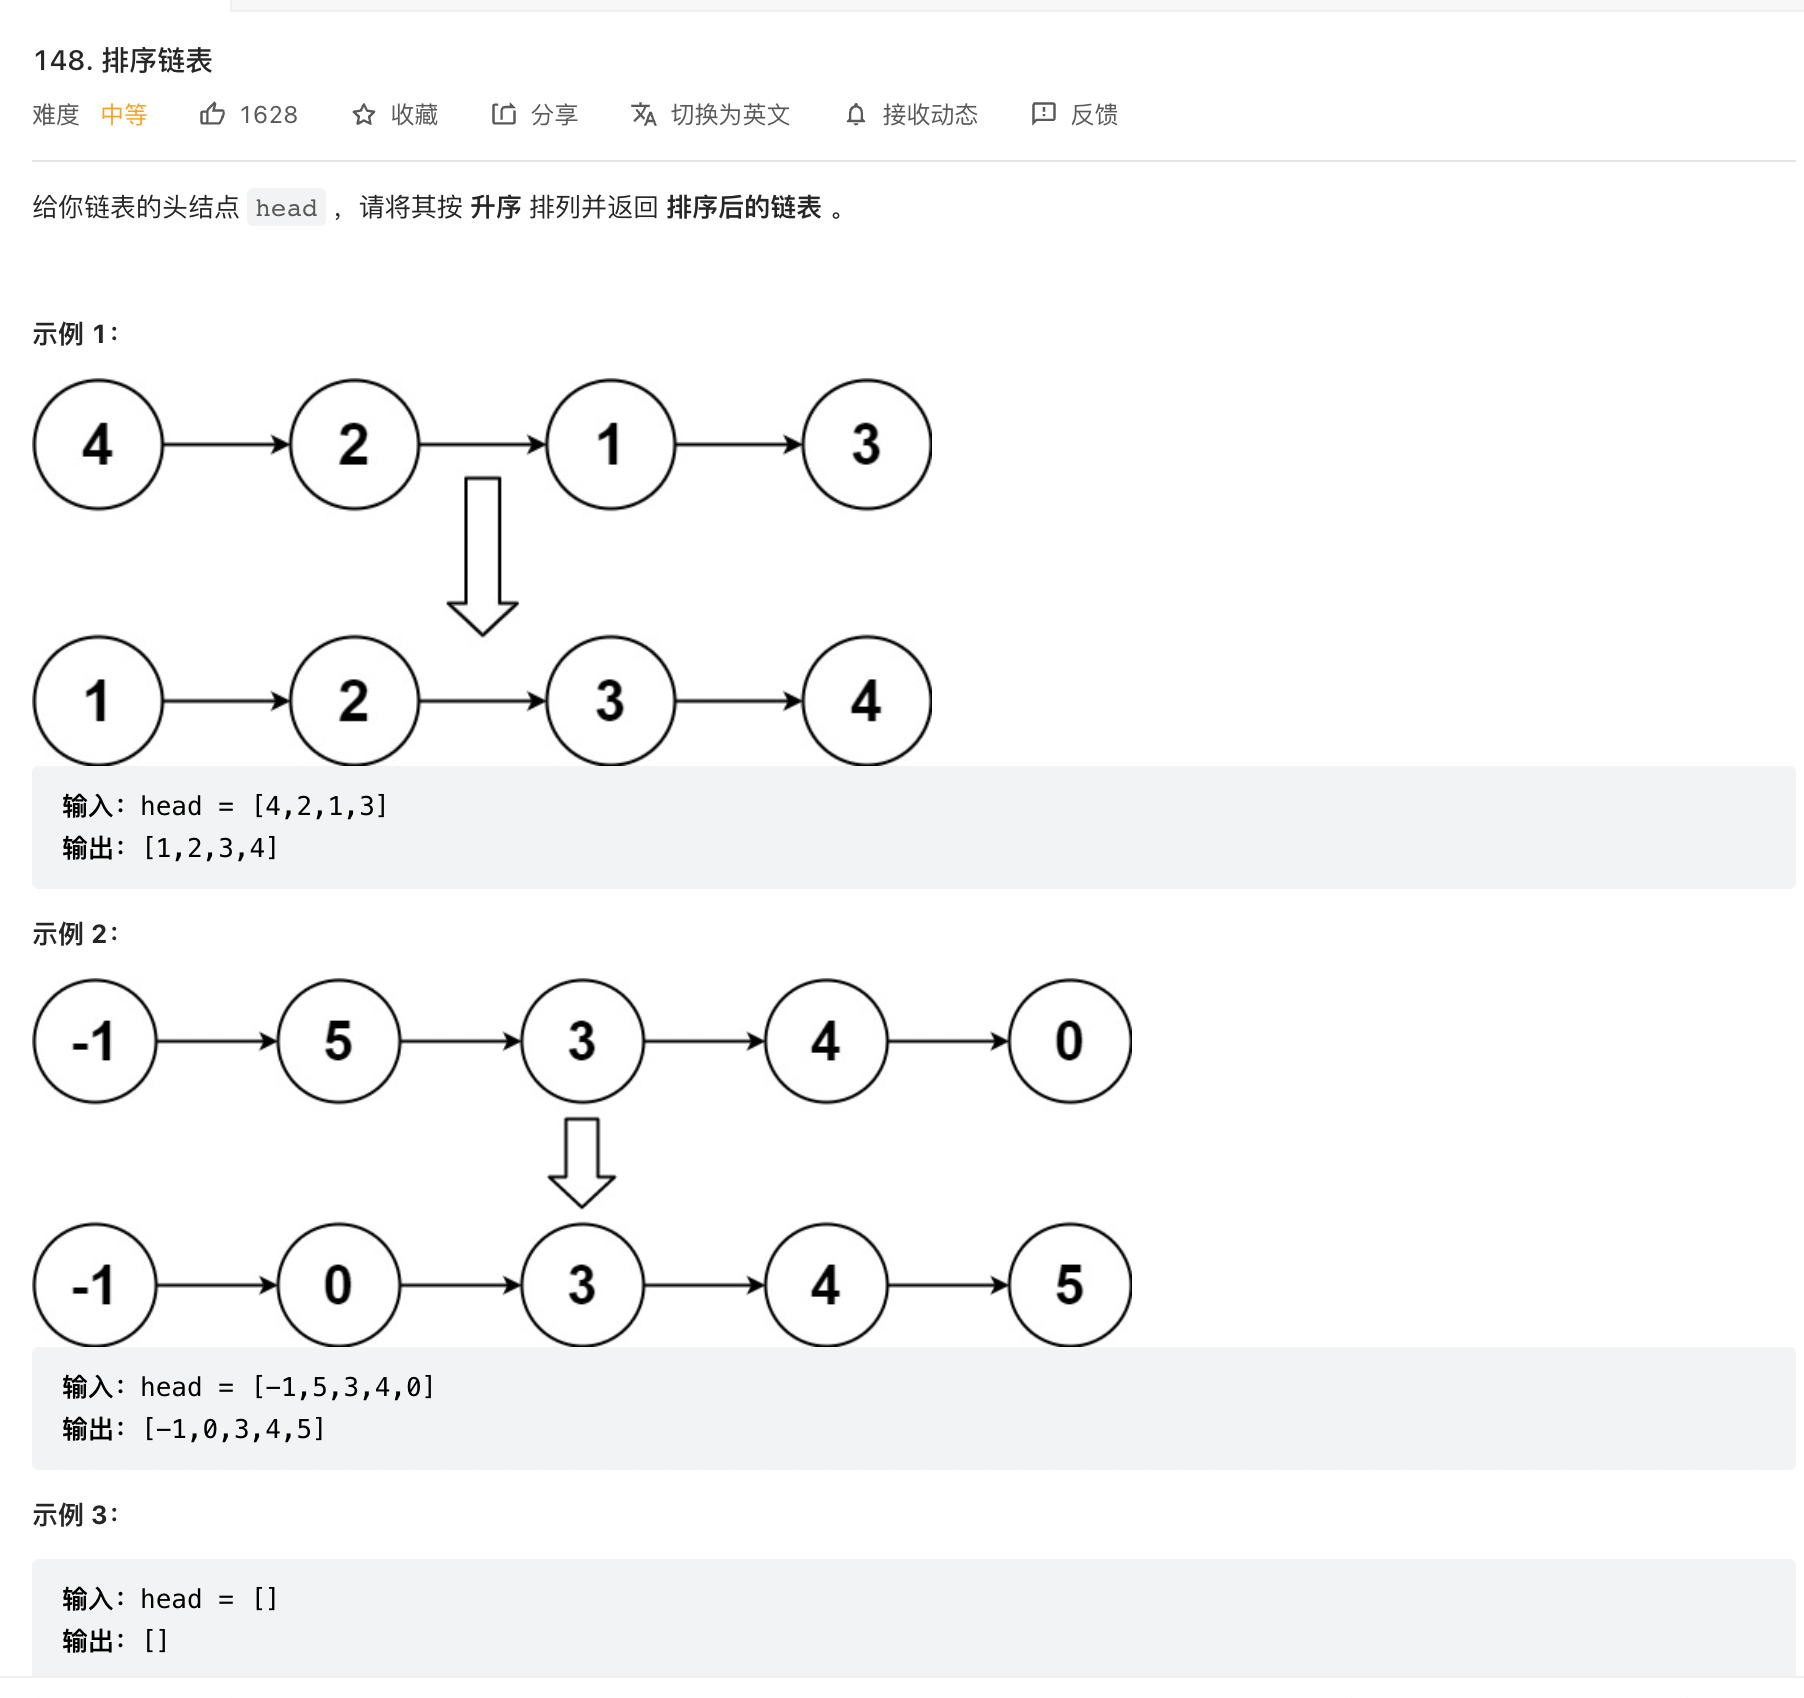 148. 排序链表
难度 中等 1628 收藏 分享 切换为英文 接收动态 反馈
给你链表的头结点 head ，请将其按 升序 排列并返回 排序后的链表 。
示例 1：
4 2 1 3
1 2 3 4
输入：head = [4,2,1,3]
输出：[1,2,3,4]
示例 2：
-1 5 3 4 0
-1 0 3 4 5
输入：head = [-1,5,3,4,0]
输出：[-1,0,3,4,5]
示例 3：
输入：head = []
输出：[]